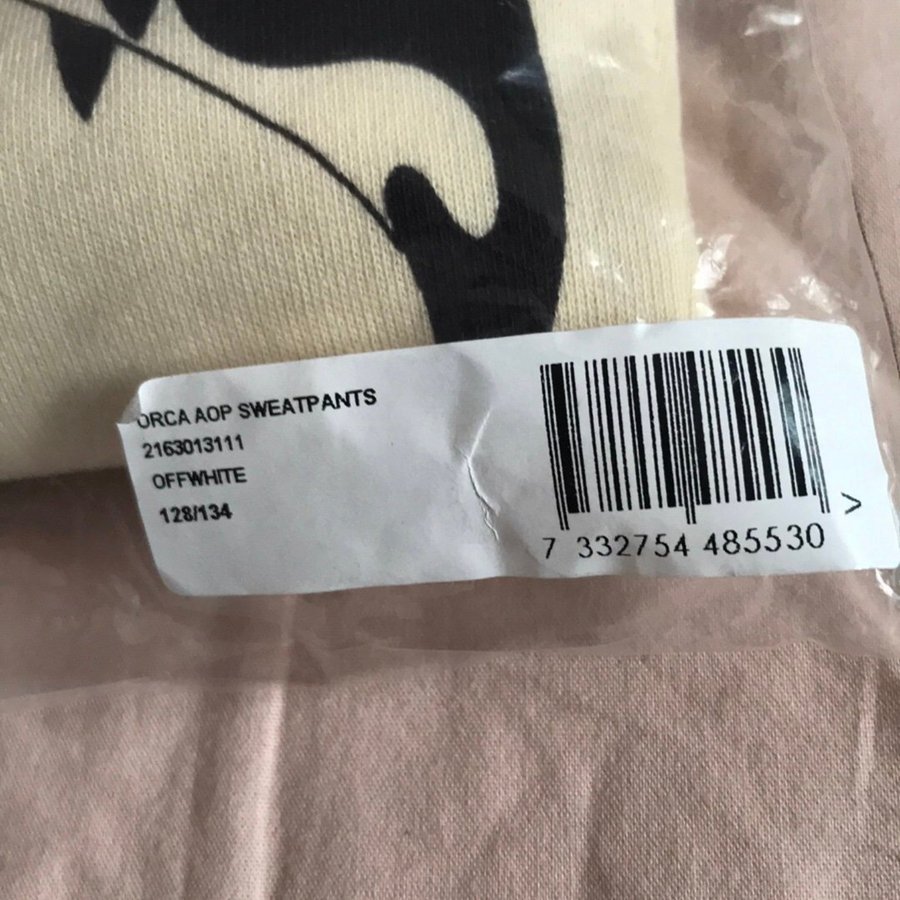 ORCA AOP SWEATPANTS
2163013111
OFFWHITE
128/134
7 332754 485530 >